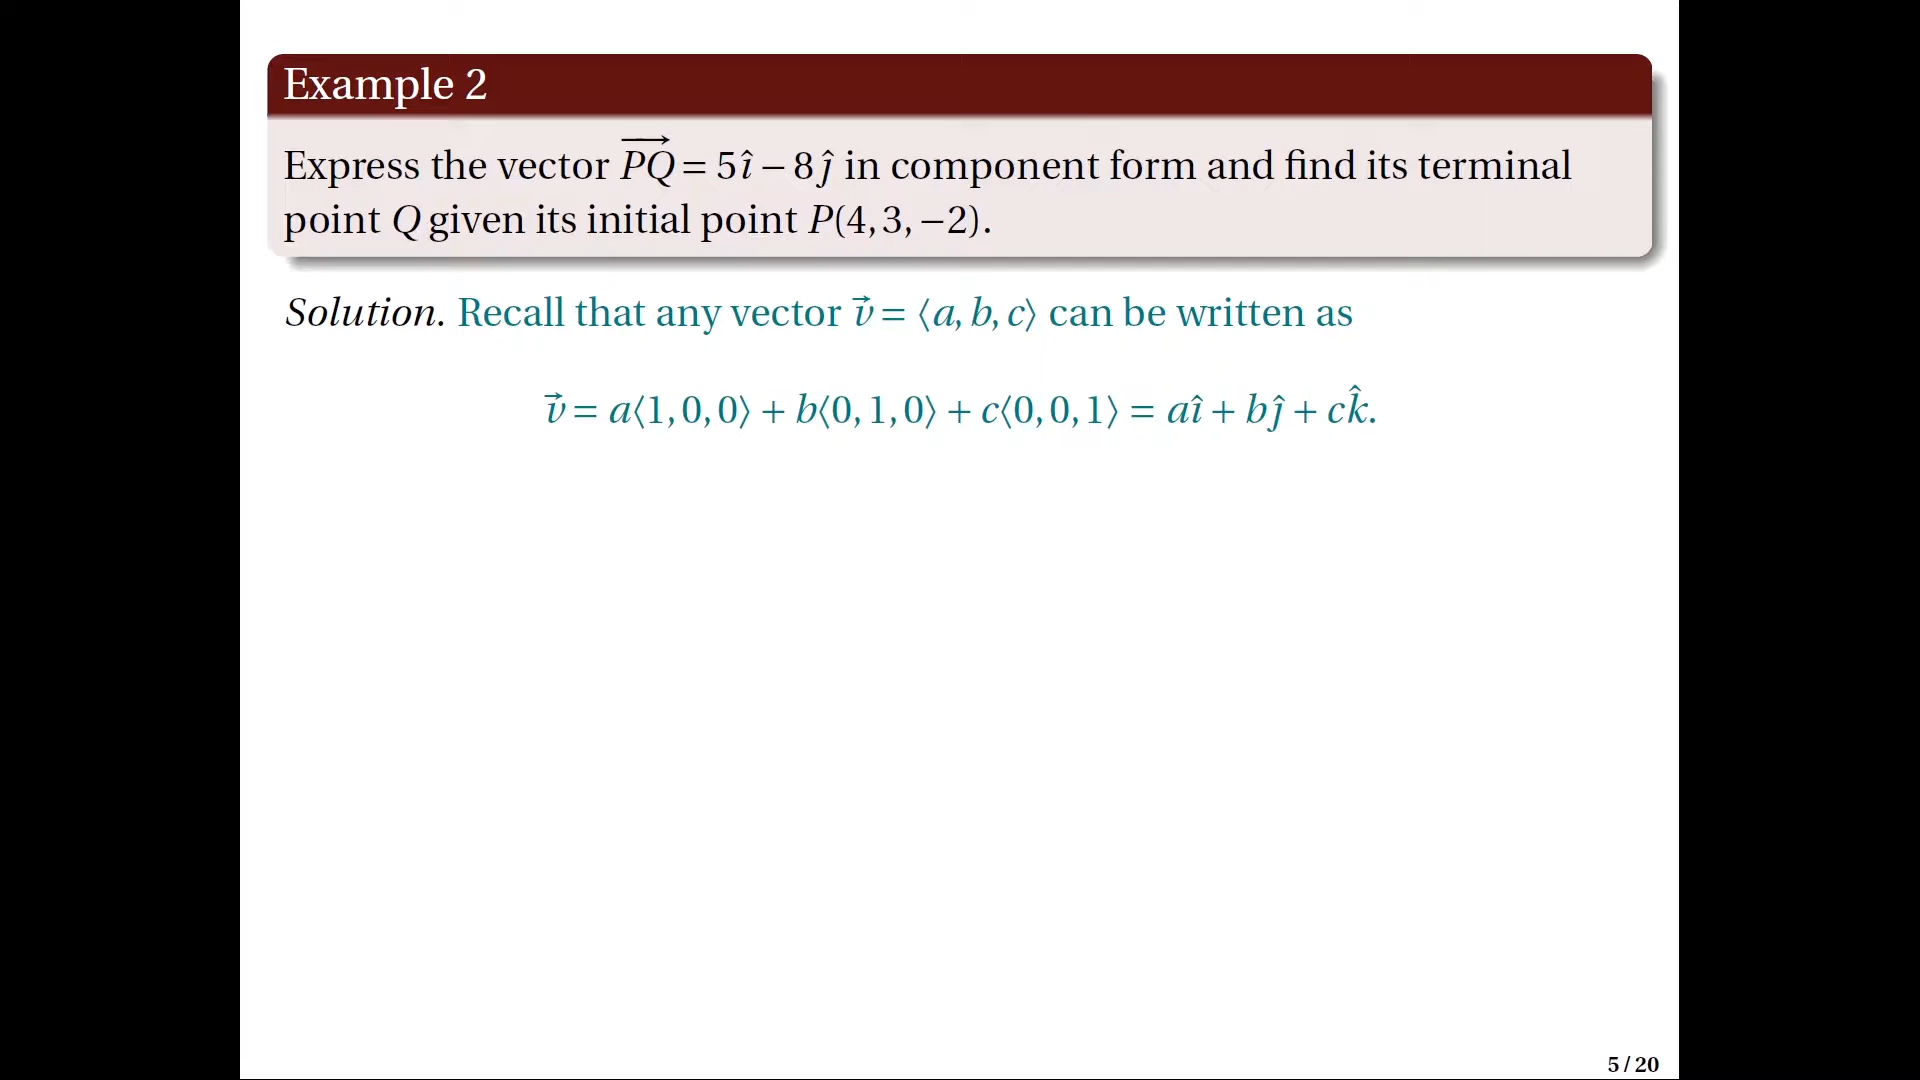 Example 2
Express the vector $\overrightarrow{PQ} = 5\hat{\imath} - 8\hat{\jmath}$ in component form and find its terminal
point $Q$ given its initial point $P(4, 3, -2)$.
Solution. Recall that any vector $\vec{v} = \langle a, b, c \rangle$ can be written as
$\vec{v} = a\langle 1, 0, 0 \rangle + b\langle 0, 1, 0 \rangle + c\langle 0, 0, 1 \rangle = a\hat{\imath} + b\hat{\jmath} + c\hat{k}.$
5 / 20